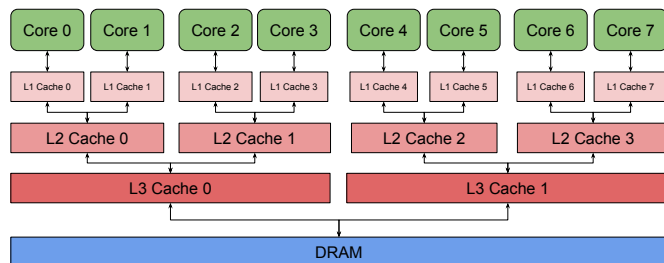 Core 0 Core 1 Core 2 Core 3 Core 4 Core 5 Core 6 Core 7
L1 Cache 0 L1 Cache 1 L1 Cache 2 L1 Cache 3 L1 Cache 4 L1 Cache 5 L1 Cache 6 L1 Cache 7
L2 Cache 0 L2 Cache 1 L2 Cache 2 L2 Cache 3
L3 Cache 0 L3 Cache 1
DRAM